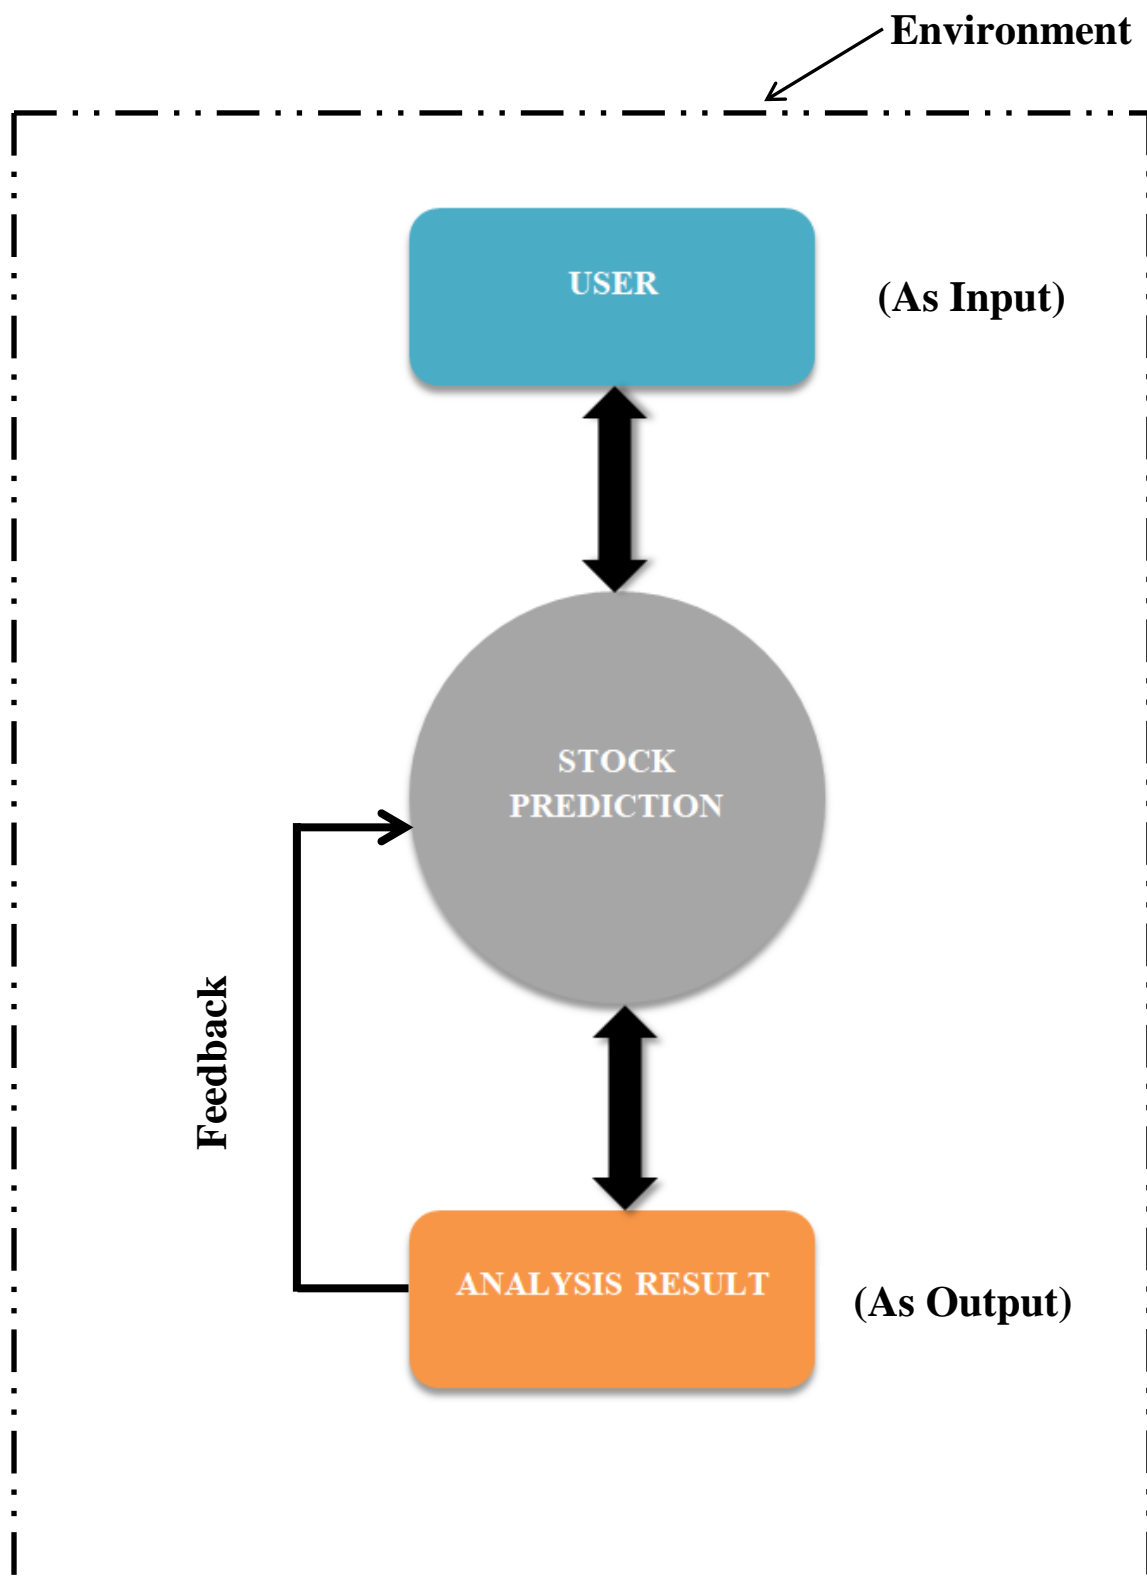 Environment
USER
(As Input)
STOCK
PREDICTION
Feedback
ANALYSIS RESULT
(As Output)